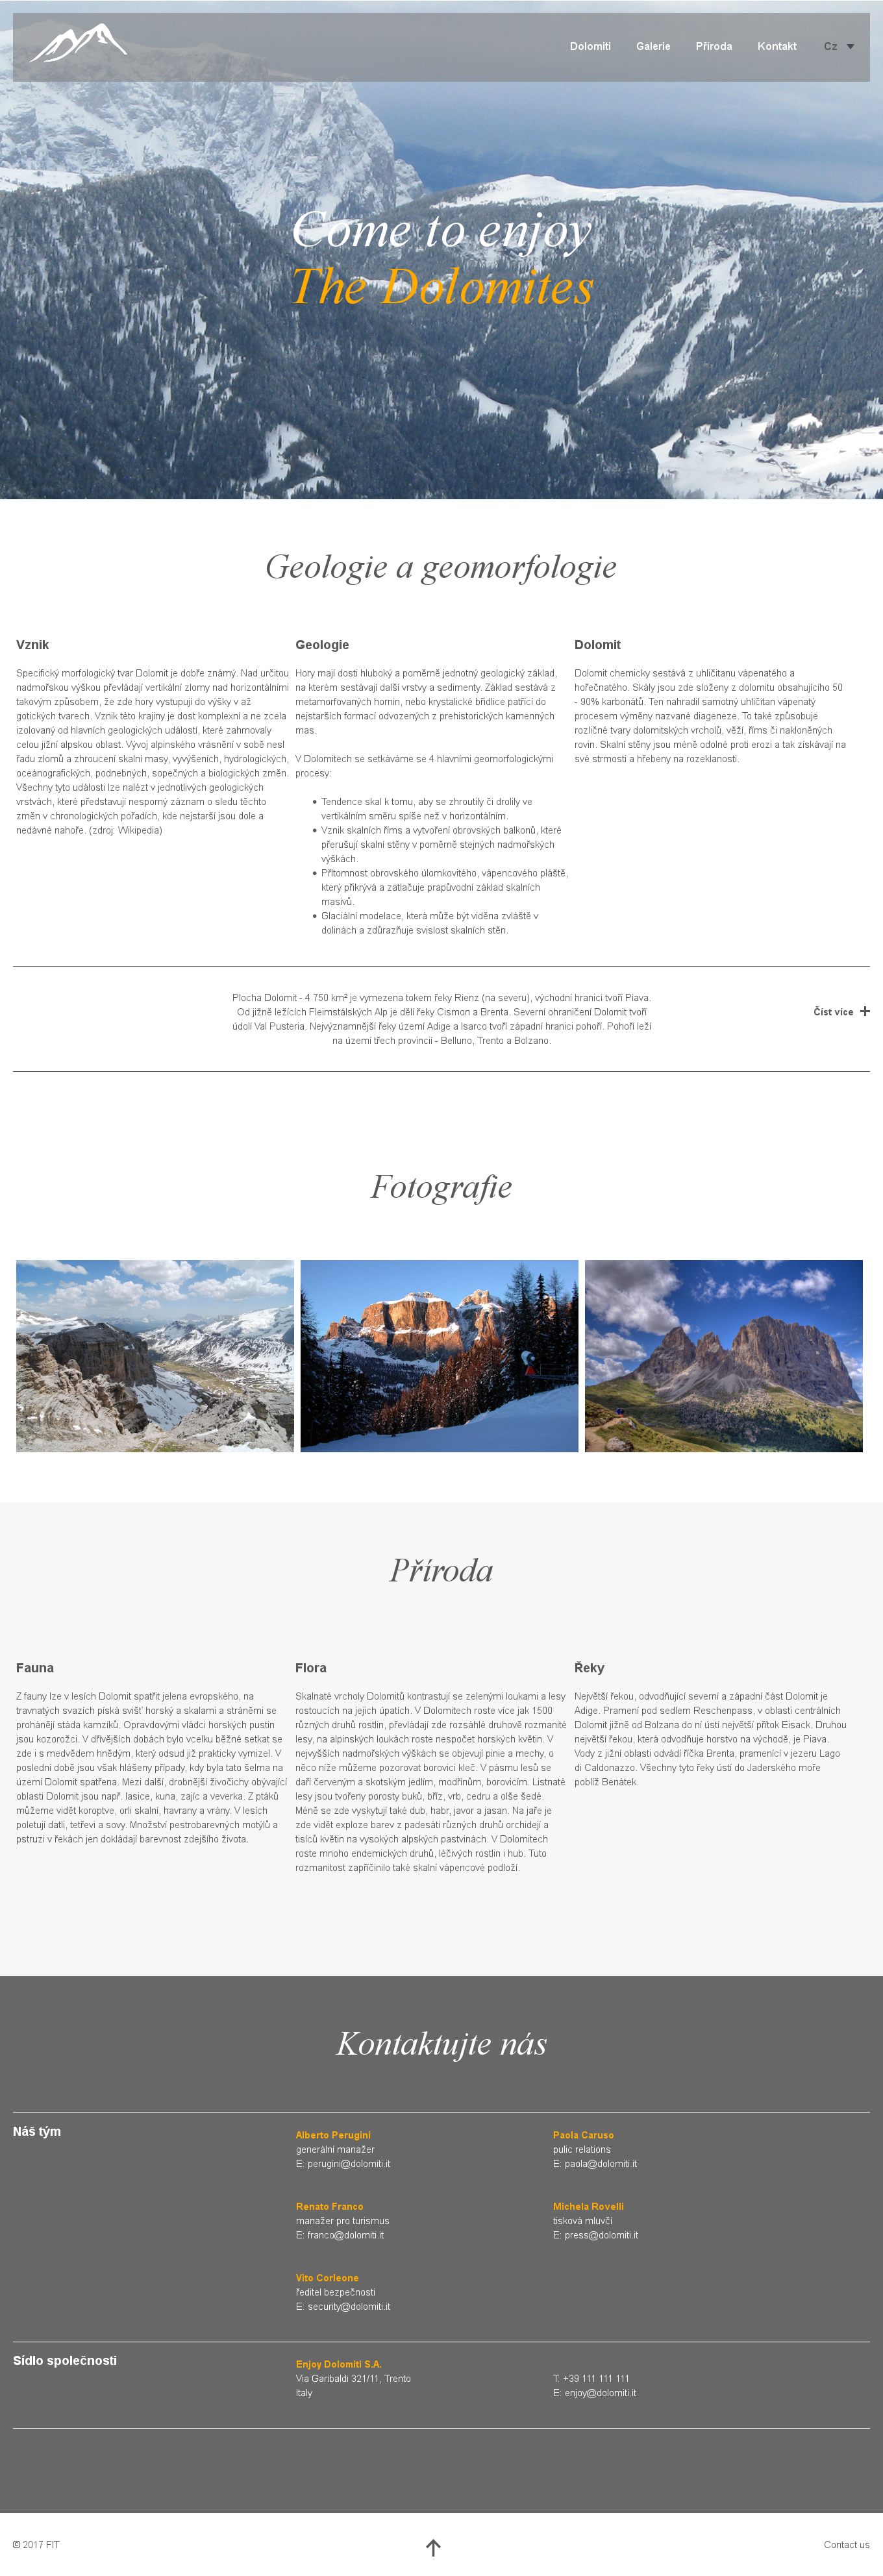 Dolomiti Galerie Příroda Kontakt Cz
Come to enjoy
The Dolomites
Geologie a geomorfologie
Vznik
Specifický morfologický tvar Dolomit je dobře známý. Nad určitou
nadmořskou výškou převládají vertikální zlomy nad horizontálními
takovým způsobem, že zde hory vystupují do výšky v až
gotických tvarech. Vznik této krajiny je dost komplexní a ne zcela
izolovaný od hlavních geologických událostí, které zahrnovaly
celou jižní alpskou oblast. Vývoj alpinského vrásnění v sobě nesl
řadu zlomů a zhroucení skalní masy, vyvýšeních, hydrologických,
oceánografických, podnebných, sopečných a biologických změn.
Všechny tyto události lze nalézt v jednotlivých geologických
vrstvách, které představují nesporný záznam o sledu těchto
změn v chronologických pořadích, kde nejstarší jsou dole a
nedávné nahoře. (zdroj: Wikipedia)
Geologie
Hory mají dosti hluboký a poměrně jednotný geologický základ,
na kterém sestávají další vrstvy a sedimenty. Základ sestává z
metamorfovaných hornin, nebo krystalické břidlice patřící do
nejstarších formací odvozených z prehistorických kamenných
mas.
V Dolomitech se setkáváme se 4 hlavními geomorfologickými
procesy:
• Tendence skal k tomu, aby se zhroutily či drolily ve
vertikálním směru spíše než v horizontálním.
• Vznik skalních říms a vytvoření obrovských balkonů, které
přerušují skalní stěny v poměrně stejných nadmořských
výškách.
• Přítomnost obrovského úlomkovitého, vápencového pláště,
který přikrývá a zatlačuje prapůvodní základ skalních
masivů.
• Glaciální modelace, která může být viděna zvláště v
dolinách a zdůrazňuje svislost skalních stěn.
Dolomit
Dolomit chemicky sestává z uhličitanu vápenatého a
hořečnatého. Skály jsou zde složeny z dolomitu obsahujícího 50
- 90% karbonátů. Ten nahradil samotný uhličitan vápenatý
procesem výměny nazvané diageneze. To také způsobuje
rozličné tvary dolomitských vrcholů, věží, říms či nakloněných
rovin. Skalní stěny jsou méně odolné proti erozi a tak získávají na
své strmosti a hřebeny na rozeklanosti.
Plocha Dolomit - 4 750 km² je vymezena tokem řeky Rienz (na severu), východní hranici tvoří Piava.
Od jižně ležících Fleimstálských Alp je dělí řeky Cismon a Brenta. Severní ohraničení Dolomit tvoří
údolí Val Pusteria. Nejvýznamnější řeky území Adige a Isarco tvoří západní hranici pohoří. Pohoří leží
na území třech provincií - Belluno, Trento a Bolzano.
Číst více
Fotografie
Příroda
Fauna
Z fauny lze v lesích Dolomit spatřit jelena evropského, na
travnatých svazích píská svišť horský a skalami a stráněmi se
prohánějí stáda kamzíků. Opravdovými vládci horských pustin
jsou kozorožci. V dřívějších dobách bylo vcelku běžné setkat se
zde i s medvědem hnědým, který odsud již prakticky vymizel. V
poslední době jsou však hlášeny případy, kdy byla tato šelma na
území Dolomit spatřena. Mezi další, drobnější živočichy obývající
oblasti Dolomit jsou např. lasice, kuna, zajíc a veverka. Z ptáků
můžeme vidět koroptve, orli skalní, havrany a vrány. V lesích
poletují datli, tetřevi a sovy. Množství pestrobarevných motýlů a
pstruzi v řekách jen dokládají barevnost zdejšího života.
Flora
Skalnaté vrcholy Dolomitů kontrastují se zelenými loukami a lesy
rostoucích na jejich úpatích. V Dolomitech roste více jak 1500
různých druhů rostlin, převládají zde rozsáhlé druhově rozmanité
lesy, na alpínských loukách roste nespočet horských květin. V
nejvyšších nadmořských výškách se objevují pinie a mechy, o
něco níže můžeme pozorovat borovici kleč. V pásmu lesů se
daří červeným a skotským jedlím, modřínům, borovicím. Listnaté
lesy jsou tvořeny porosty buků, bříz, vrb, cedru a olše šedé.
Méně se zde vyskytují také dub, habr, javor a jasan. Na jaře je
zde vidět exploze barev z padesáti různých druhů orchidejí a
tisíců květin na vysokých alpských pastvinách. V Dolomitech
roste mnoho endemických druhů, léčivých rostlin i hub. Tuto
rozmanitost zapříčinilo také skalní vápencové podloží.
Řeky
Největší řekou, odvodňující severní a západní část Dolomit je
Adige. Pramení pod sedlem Reschenpass, v oblasti centrálních
Dolomit jižně od Bolzana do ní ústí největší přítok Eisack. Druhou
největší řekou, která odvodňuje horstvo na východě, je Piava.
Vody z jižní oblasti odvádí říčka Brenta, pramenící v jezeru Lago
di Caldonazzo. Všechny tyto řeky ústí do Jaderského moře
poblíž Benátek.
Kontaktujte nás
Náš tým
Alberto Perugini
generální manažer
E: perugini@dolomiti.it
Paola Caruso
pulic relations
E: paola@dolomiti.it
Renato Franco
manažer pro turismus
E: franco@dolomiti.it
Michela Rovelli
tisková mluvčí
E: press@dolomiti.it
Vito Corleone
ředitel bezpečnosti
E: security@dolomiti.it
Sídlo společnosti
Enjoy Dolomiti S.A.
Via Garibaldi 321/11, Trento
Italy
T: +39 111 111 111
E: enjoy@dolomiti.it
© 2017 FIT
Contact us